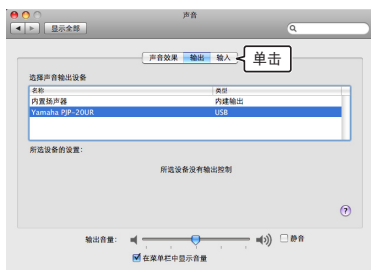 声音
显示全部
声音效果 输出 输入 单击
选择声音输出设备
名称 类型
内置扬声器 内建输出
Yamaha PJP-20UR USB
所选设备的设置：
所选设备没有输出控制
?
输出音量： 静音
在菜单栏中显示音量